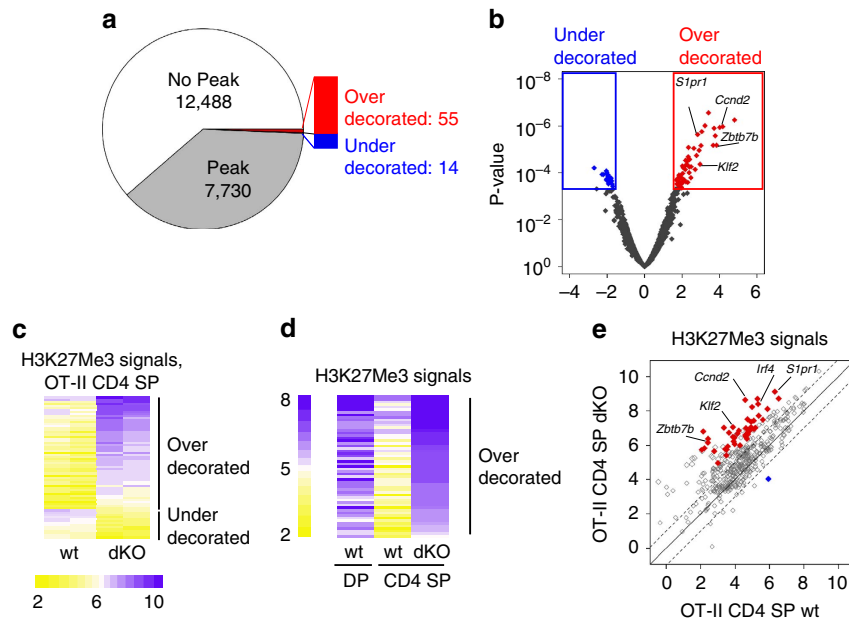 a
No Peak
12,488
Peak
7,730
Over
decorated: 55
Under
decorated: 14
b
Under
decorated
Over
decorated
P-value
10⁻⁸
10⁻⁶
10⁻⁴
10⁻²
10⁰
S1pr1
Ccnd2
Zbtb7b
Klf2
–4 –2 0 2 4 6
c
H3K27Me3 signals,
OT-II CD4 SP
Over
decorated
Under
decorated
wt dKO
2 4 6 8 10
d
H3K27Me3 signals
8
5
2
Over
decorated
wt wt dKO
DP CD4 SP
e
H3K27Me3 signals
OT-II CD4 SP dKO
10
8
6
4
2
0
Ccnd2
Irf4
S1pr1
Klf2
Zbtb7b
0 2 4 6 8 10
OT-II CD4 SP wt